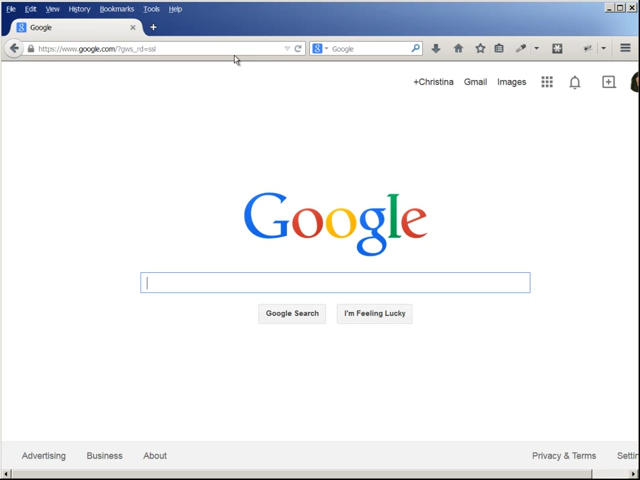 File Edit View History Bookmarks Tools Help
Google
https://www.google.com/?gws_rd=ssl Google
+Christina Gmail Images
Google
Google Search I'm Feeling Lucky
Advertising Business About Privacy & Terms Settin